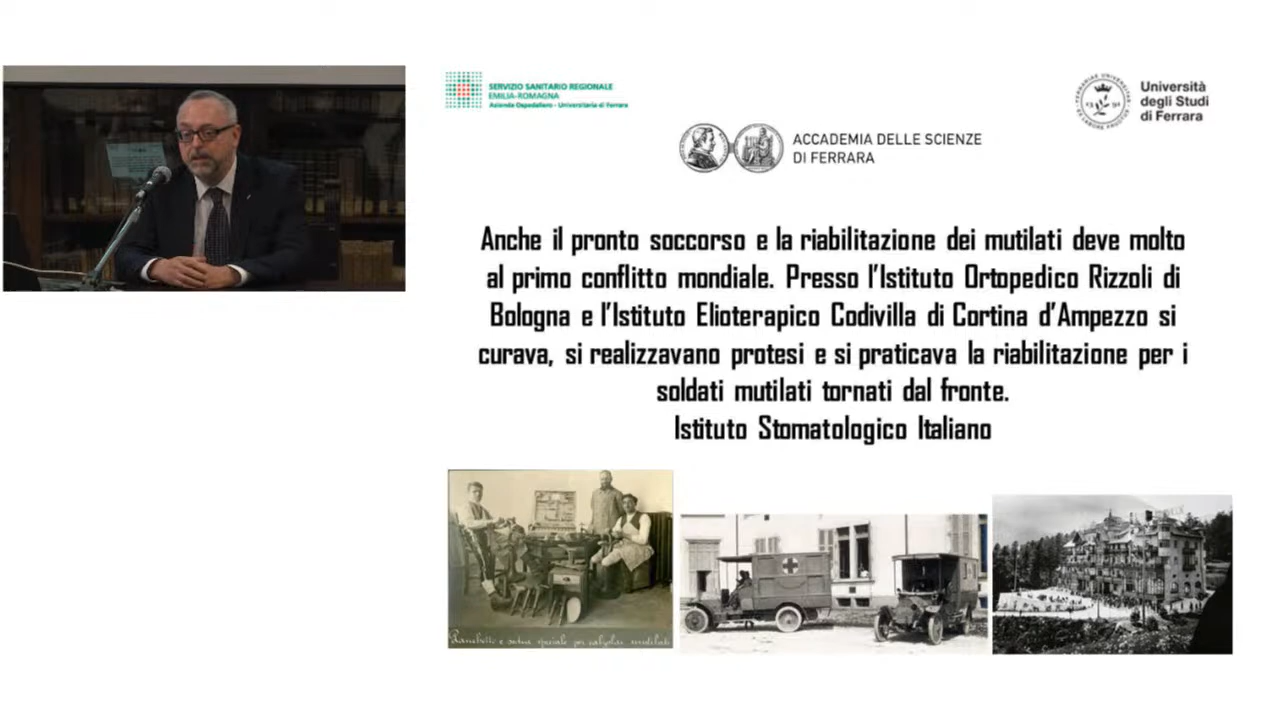 SERVIZIO SANITARIO REGIONALE
EMILIA-ROMAGNA
Azienda Ospedaliero - Universitaria di Ferrara
ACCADEMIA DELLE SCIENZE
DI FERRARA
Università
degli Studi
di Ferrara
Anche il pronto soccorso e la riabilitazione dei mutilati deve molto
al primo conflitto mondiale. Presso l'Istituto Ortopedico Rizzoli di
Bologna e l'Istituto Elioterapico Codivilla di Cortina d'Ampezzo si
curava, si realizzavano protesi e si praticava la riabilitazione per i
soldati mutilati tornati dal fronte.
Istituto Stomatologico Italiano